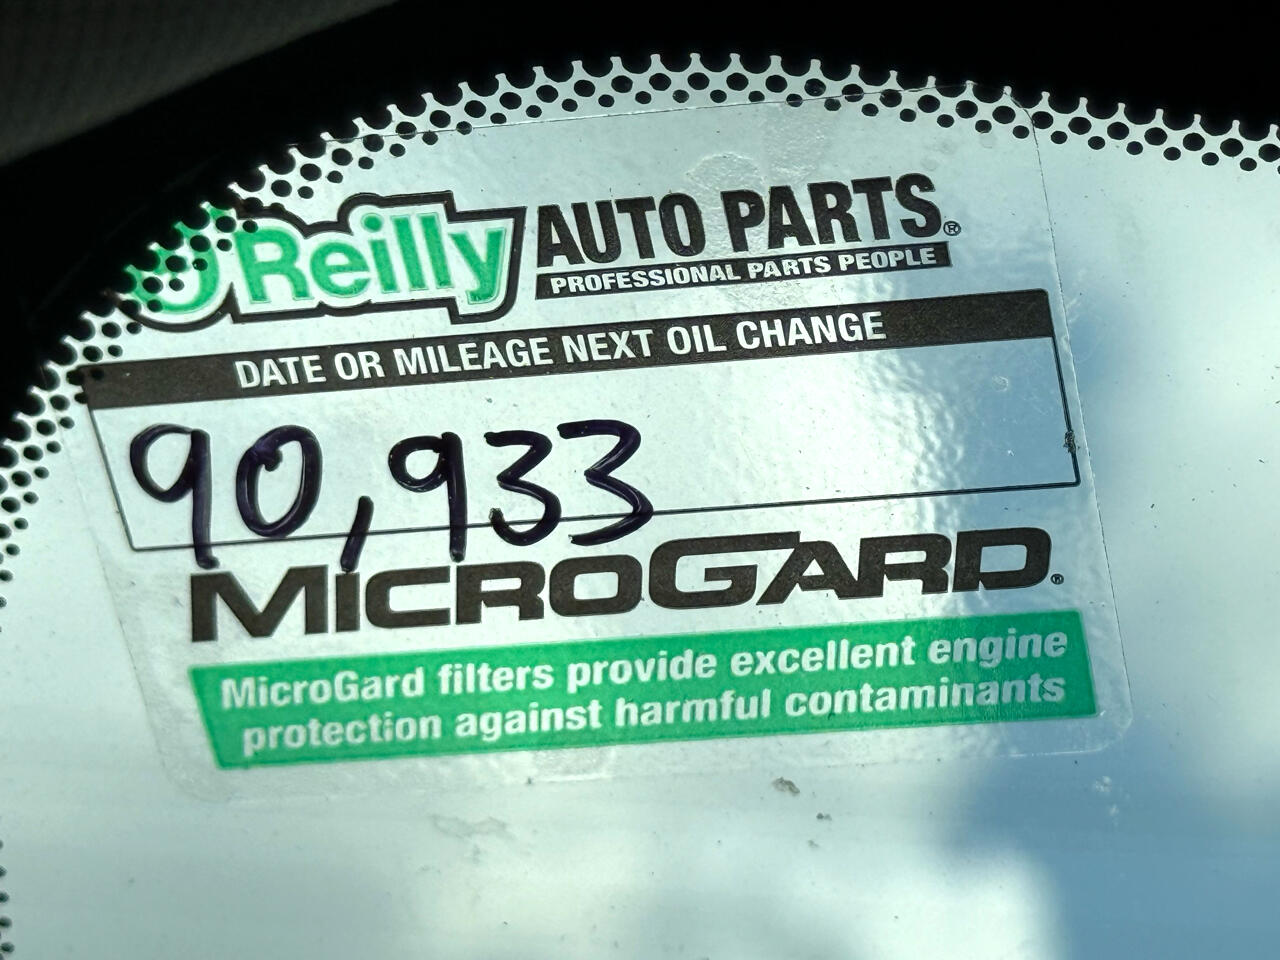 O'Reilly AUTO PARTS®
PROFESSIONAL PARTS PEOPLE
DATE OR MILEAGE NEXT OIL CHANGE
90,933
MICROGARD®
MicroGard filters provide excellent engine
protection against harmful contaminants